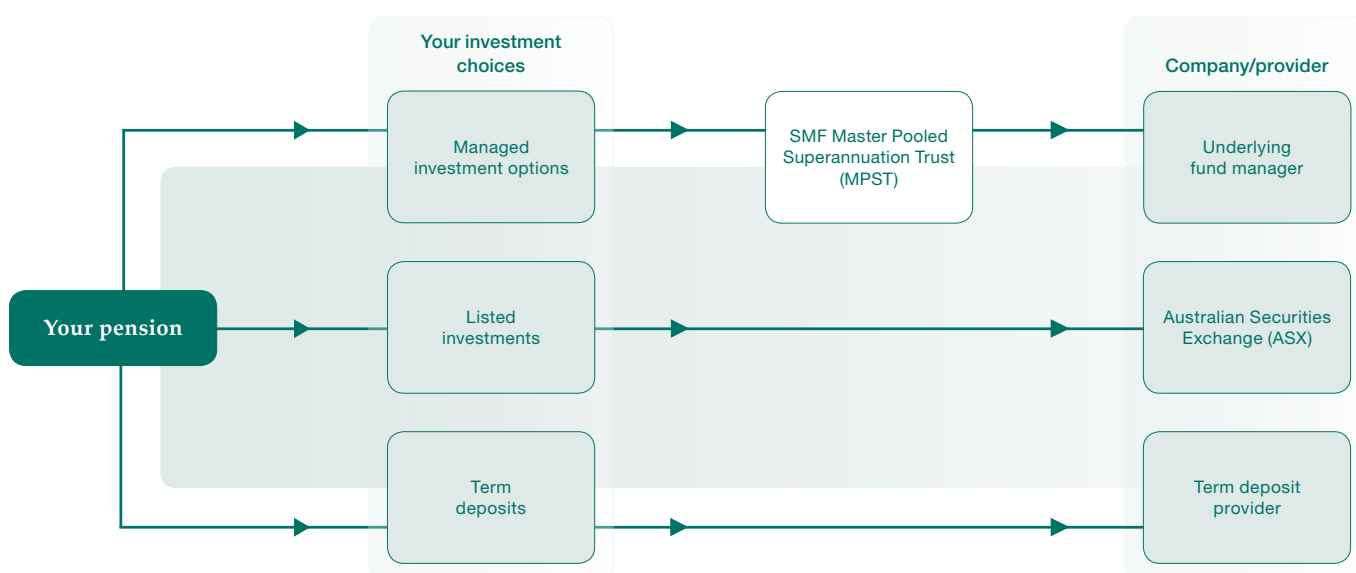 Your investment
choices
Company/provider
Managed
investment options
SMF Master Pooled
Superannuation Trust
(MPST)
Underlying
fund manager
Your pension
Listed
investments
Australian Securities
Exchange (ASX)
Term
deposits
Term deposit
provider